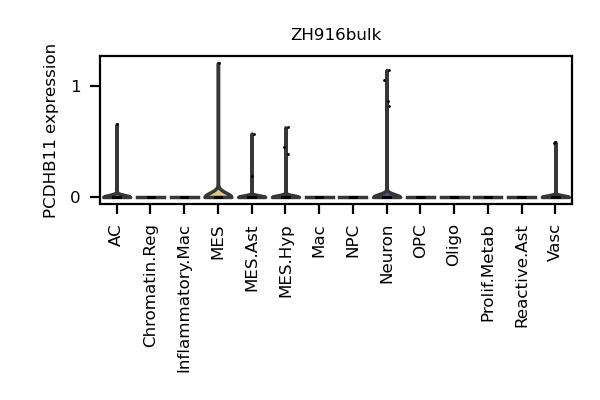 ZH916bulk
PCDHB11 expression
1
0
AC
Chromatin.Reg
Inflammatory.Mac
MES
MES.Ast
MES.Hyp
Mac
NPC
Neuron
OPC
Oligo
Prolif.Metab
Reactive.Ast
Vasc